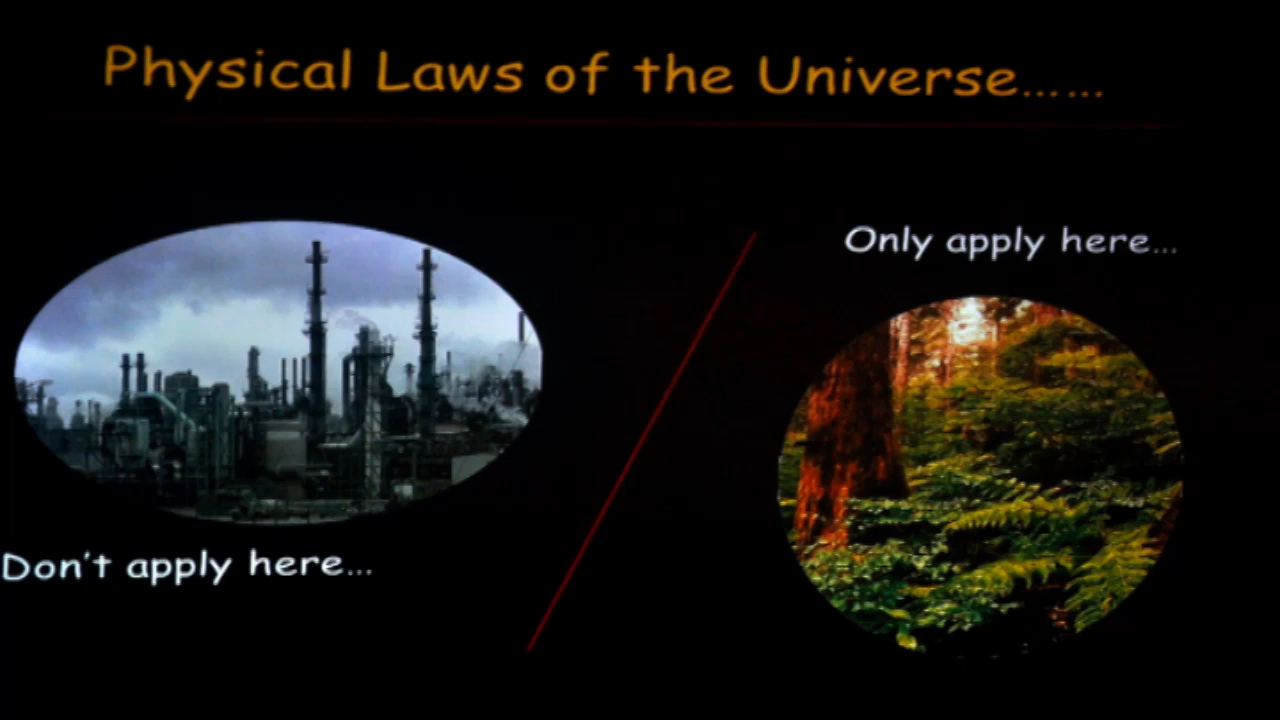 Physical Laws of the Universe......
Only apply here...
Don't apply here...